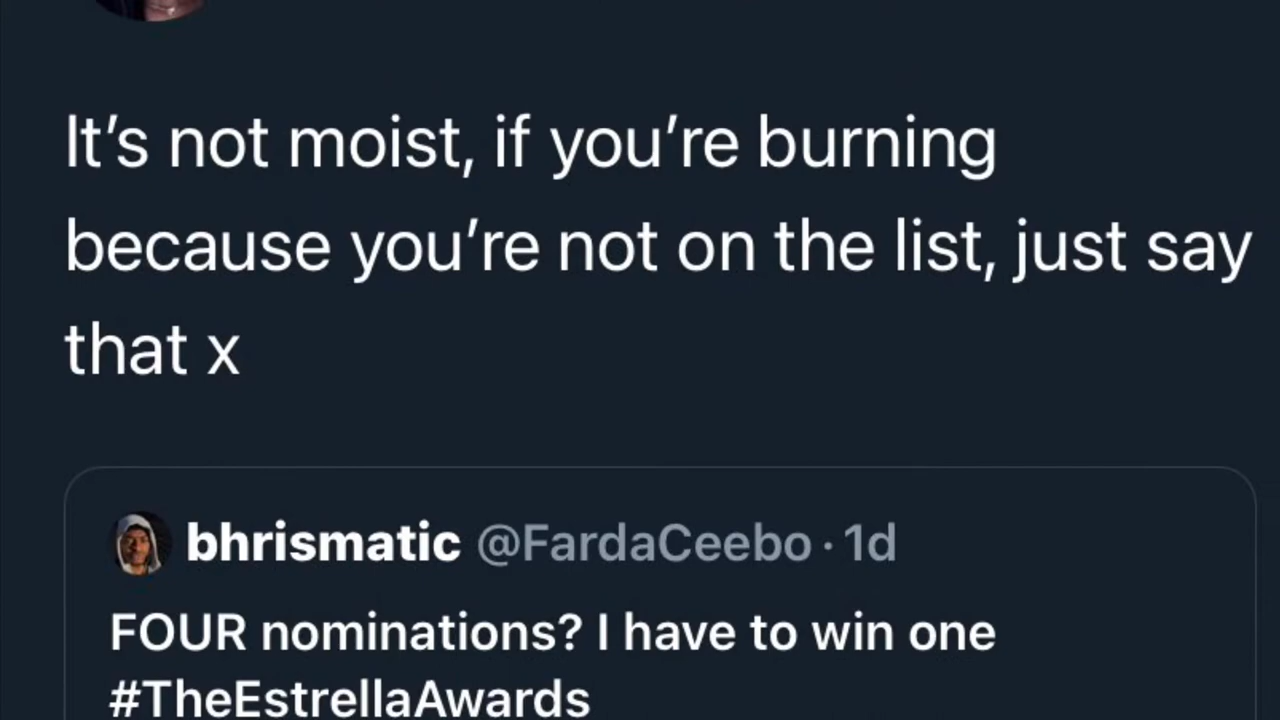 It’s not moist, if you’re burning
because you’re not on the list, just say
that x
bhrismatic @FardaCeebo · 1d
FOUR nominations? I have to win one
#TheEstrellaAwards